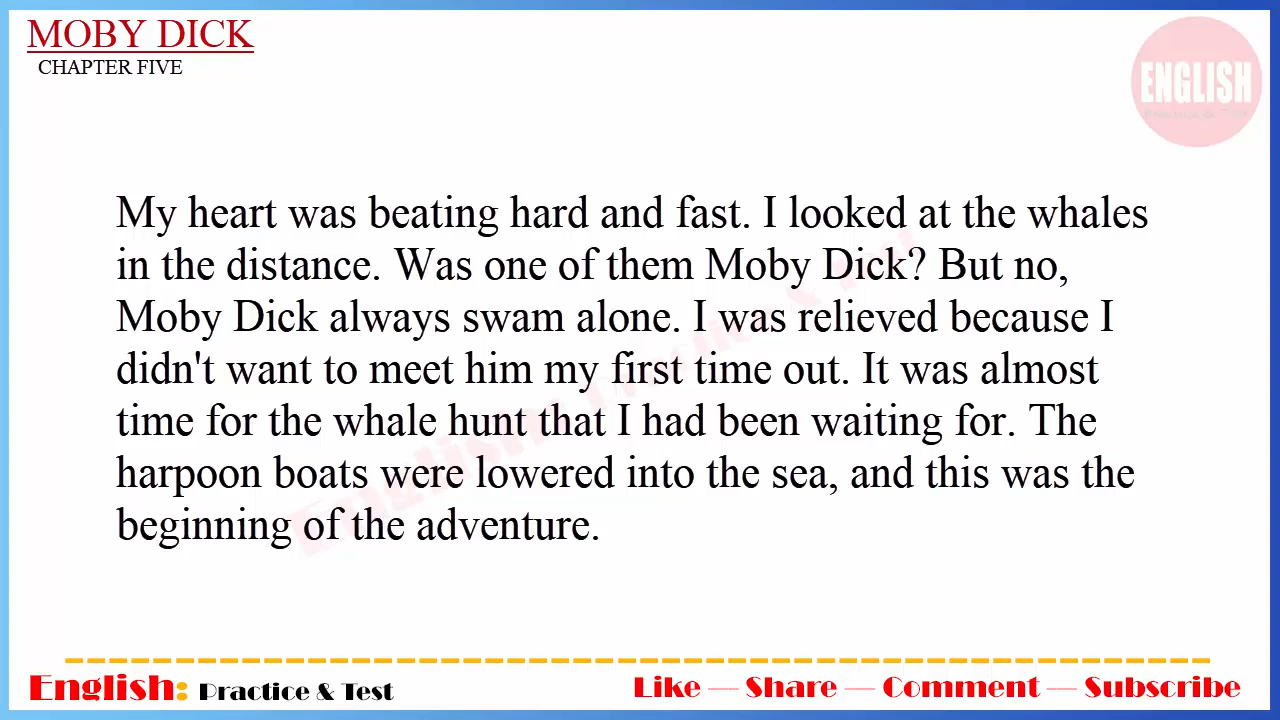 MOBY DICK
CHAPTER FIVE
ENGLISH
Practice & Test
My heart was beating hard and fast. I looked at the whales
in the distance. Was one of them Moby Dick? But no,
Moby Dick always swam alone. I was relieved because I
didn't want to meet him my first time out. It was almost
time for the whale hunt that I had been waiting for. The
harpoon boats were lowered into the sea, and this was the
beginning of the adventure.
English: Practice & Test
Like — Share — Comment — Subscribe